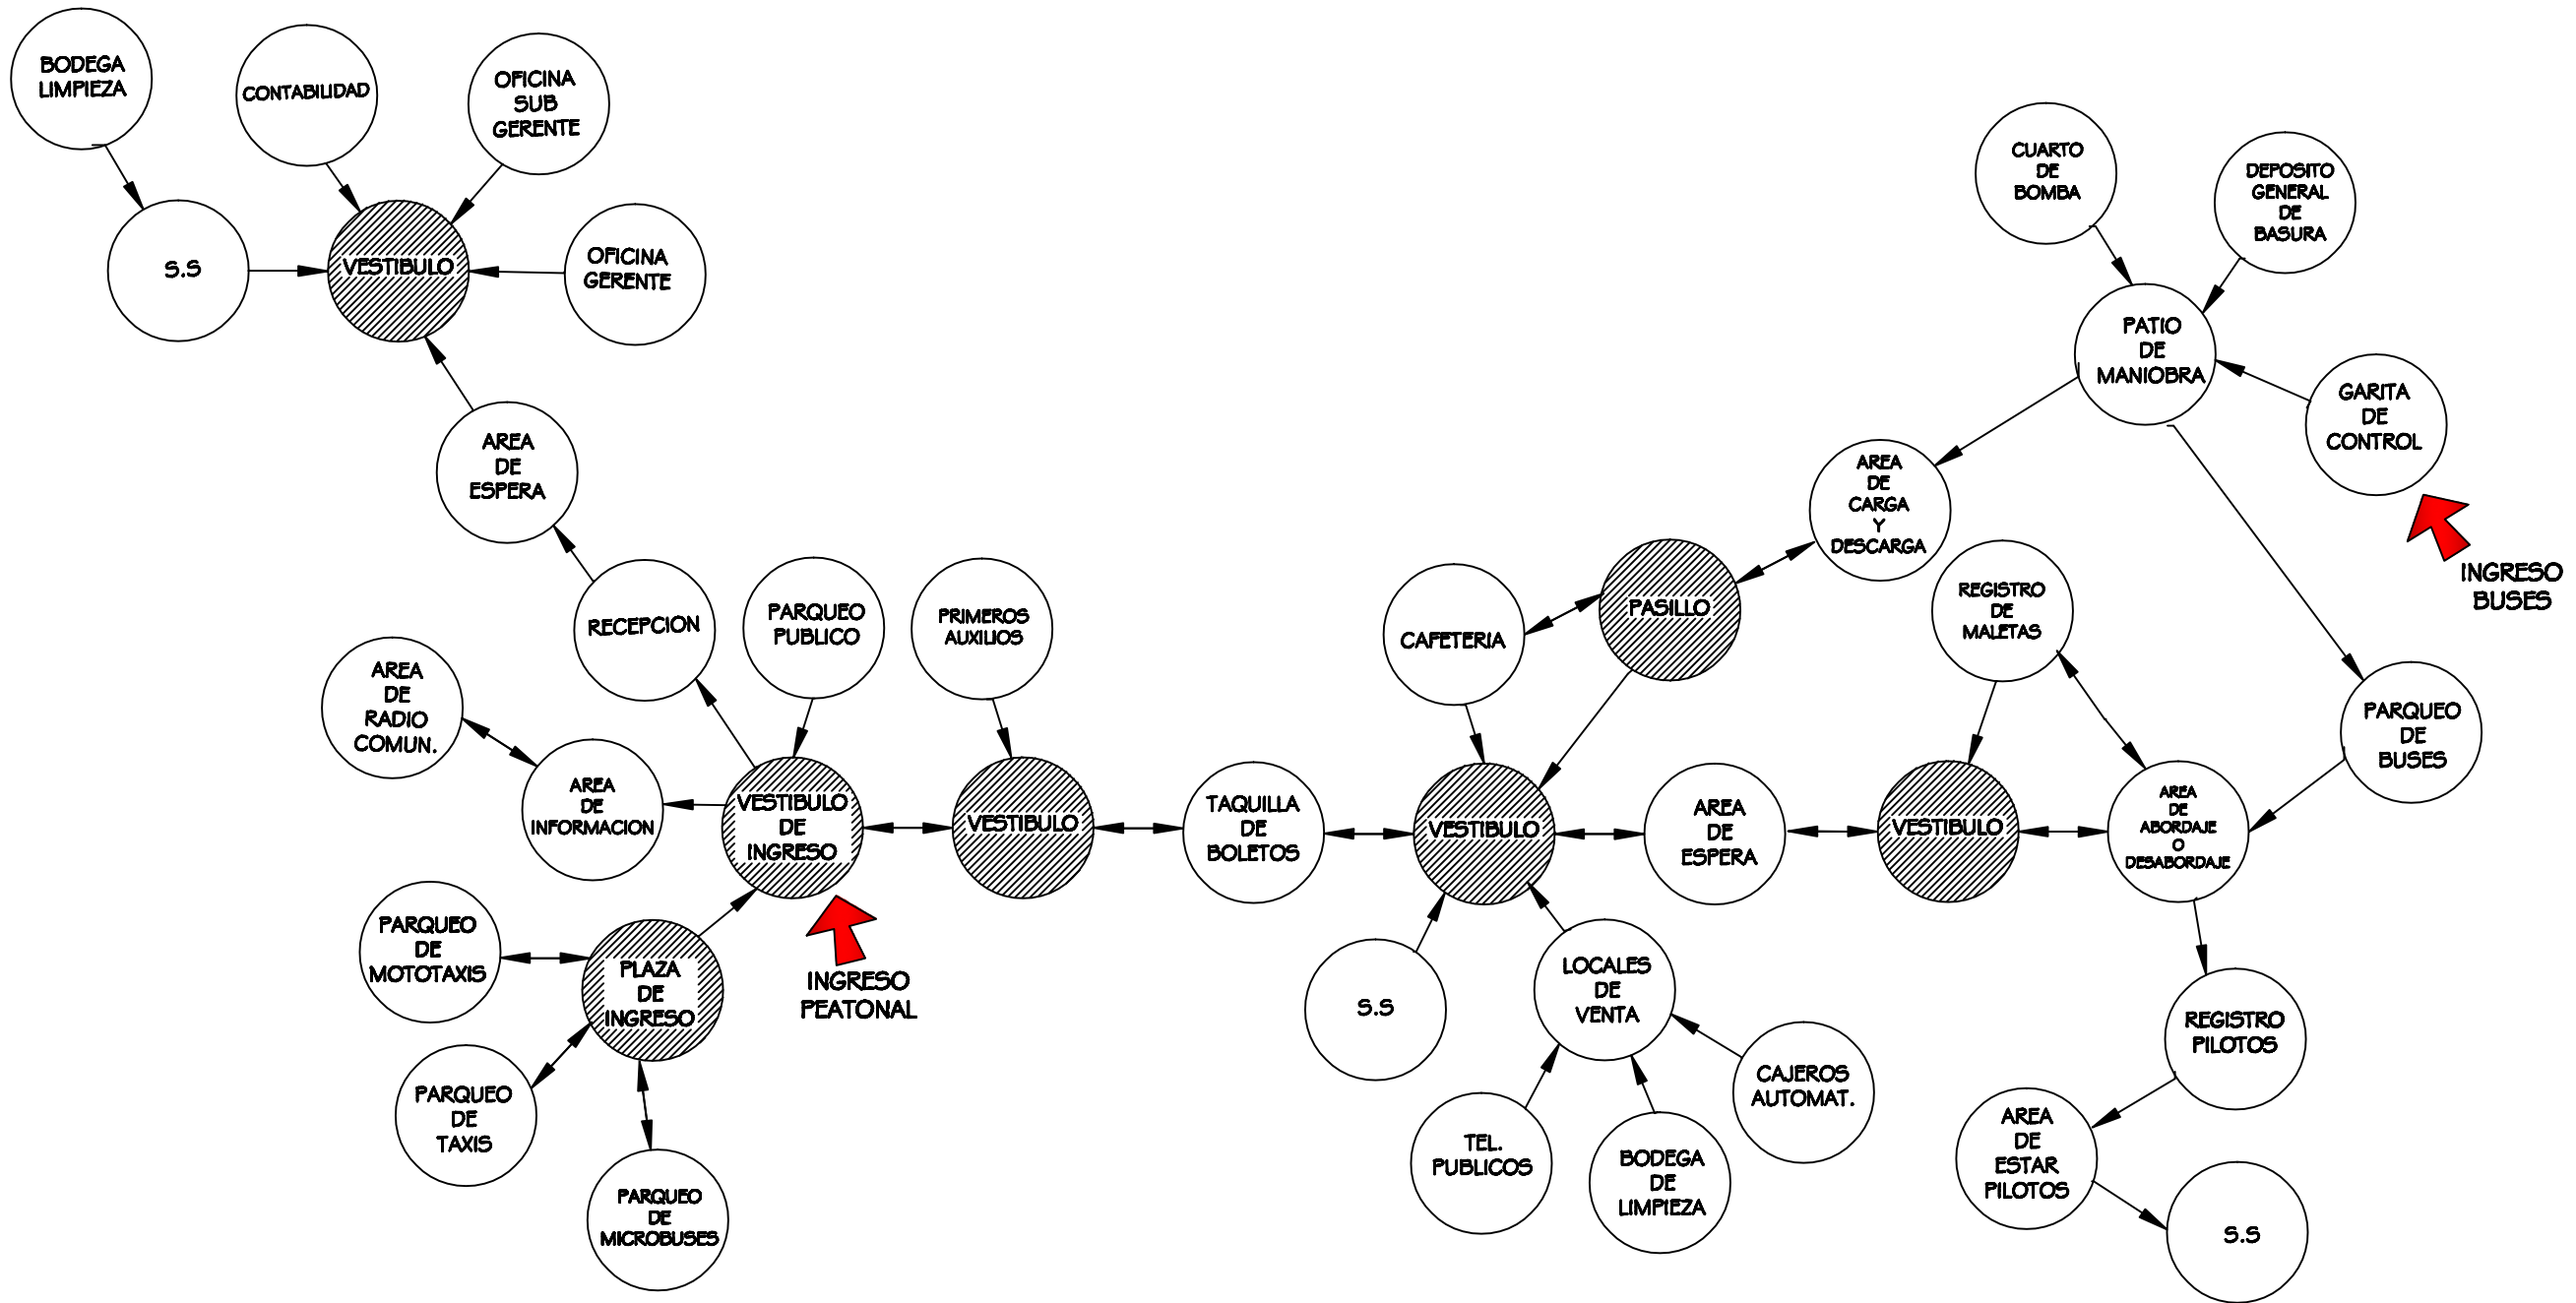 BODEGA
LIMPIEZA
CONTABILIDAD
OFICINA
SUB
GERENTE
S.S
VESTIBULO
OFICINA
GERENTE
AREA
DE
ESPERA
RECEPCION
PARQUEO
PUBLICO
PRIMEROS
AUXILIOS
AREA
DE
RADIO
COMUN.
AREA
DE
INFORMACION
VESTIBULO
DE
INGRESO
VESTIBULO
TAQUILLA
DE
BOLETOS
PARQUEO
DE
MOTOTAXIS
PLAZA
DE
INGRESO
INGRESO
PEATONAL
PARQUEO
DE
TAXIS
PARQUEO
DE
MICROBUSES
CUARTO
DE
BOMBA
DEPOSITO
GENERAL
DE
BASURA
PATIO
DE
MANIOBRA
GARITA
DE
CONTROL
INGRESO
BUSES
AREA
DE
CARGA
Y
DESCARGA
PASILLO
CAFETERIA
REGISTRO
DE
MALETAS
PARQUEO
DE
BUSES
VESTIBULO
AREA
DE
ESPERA
VESTIBULO
AREA
DE
ABORDAJE
O
DESABORDAJE
S.S
LOCALES
DE
VENTA
CAJEROS
AUTOMAT.
TEL.
PUBLICOS
BODEGA
DE
LIMPIEZA
REGISTRO
PILOTOS
AREA
DE
ESTAR
PILOTOS
S.S